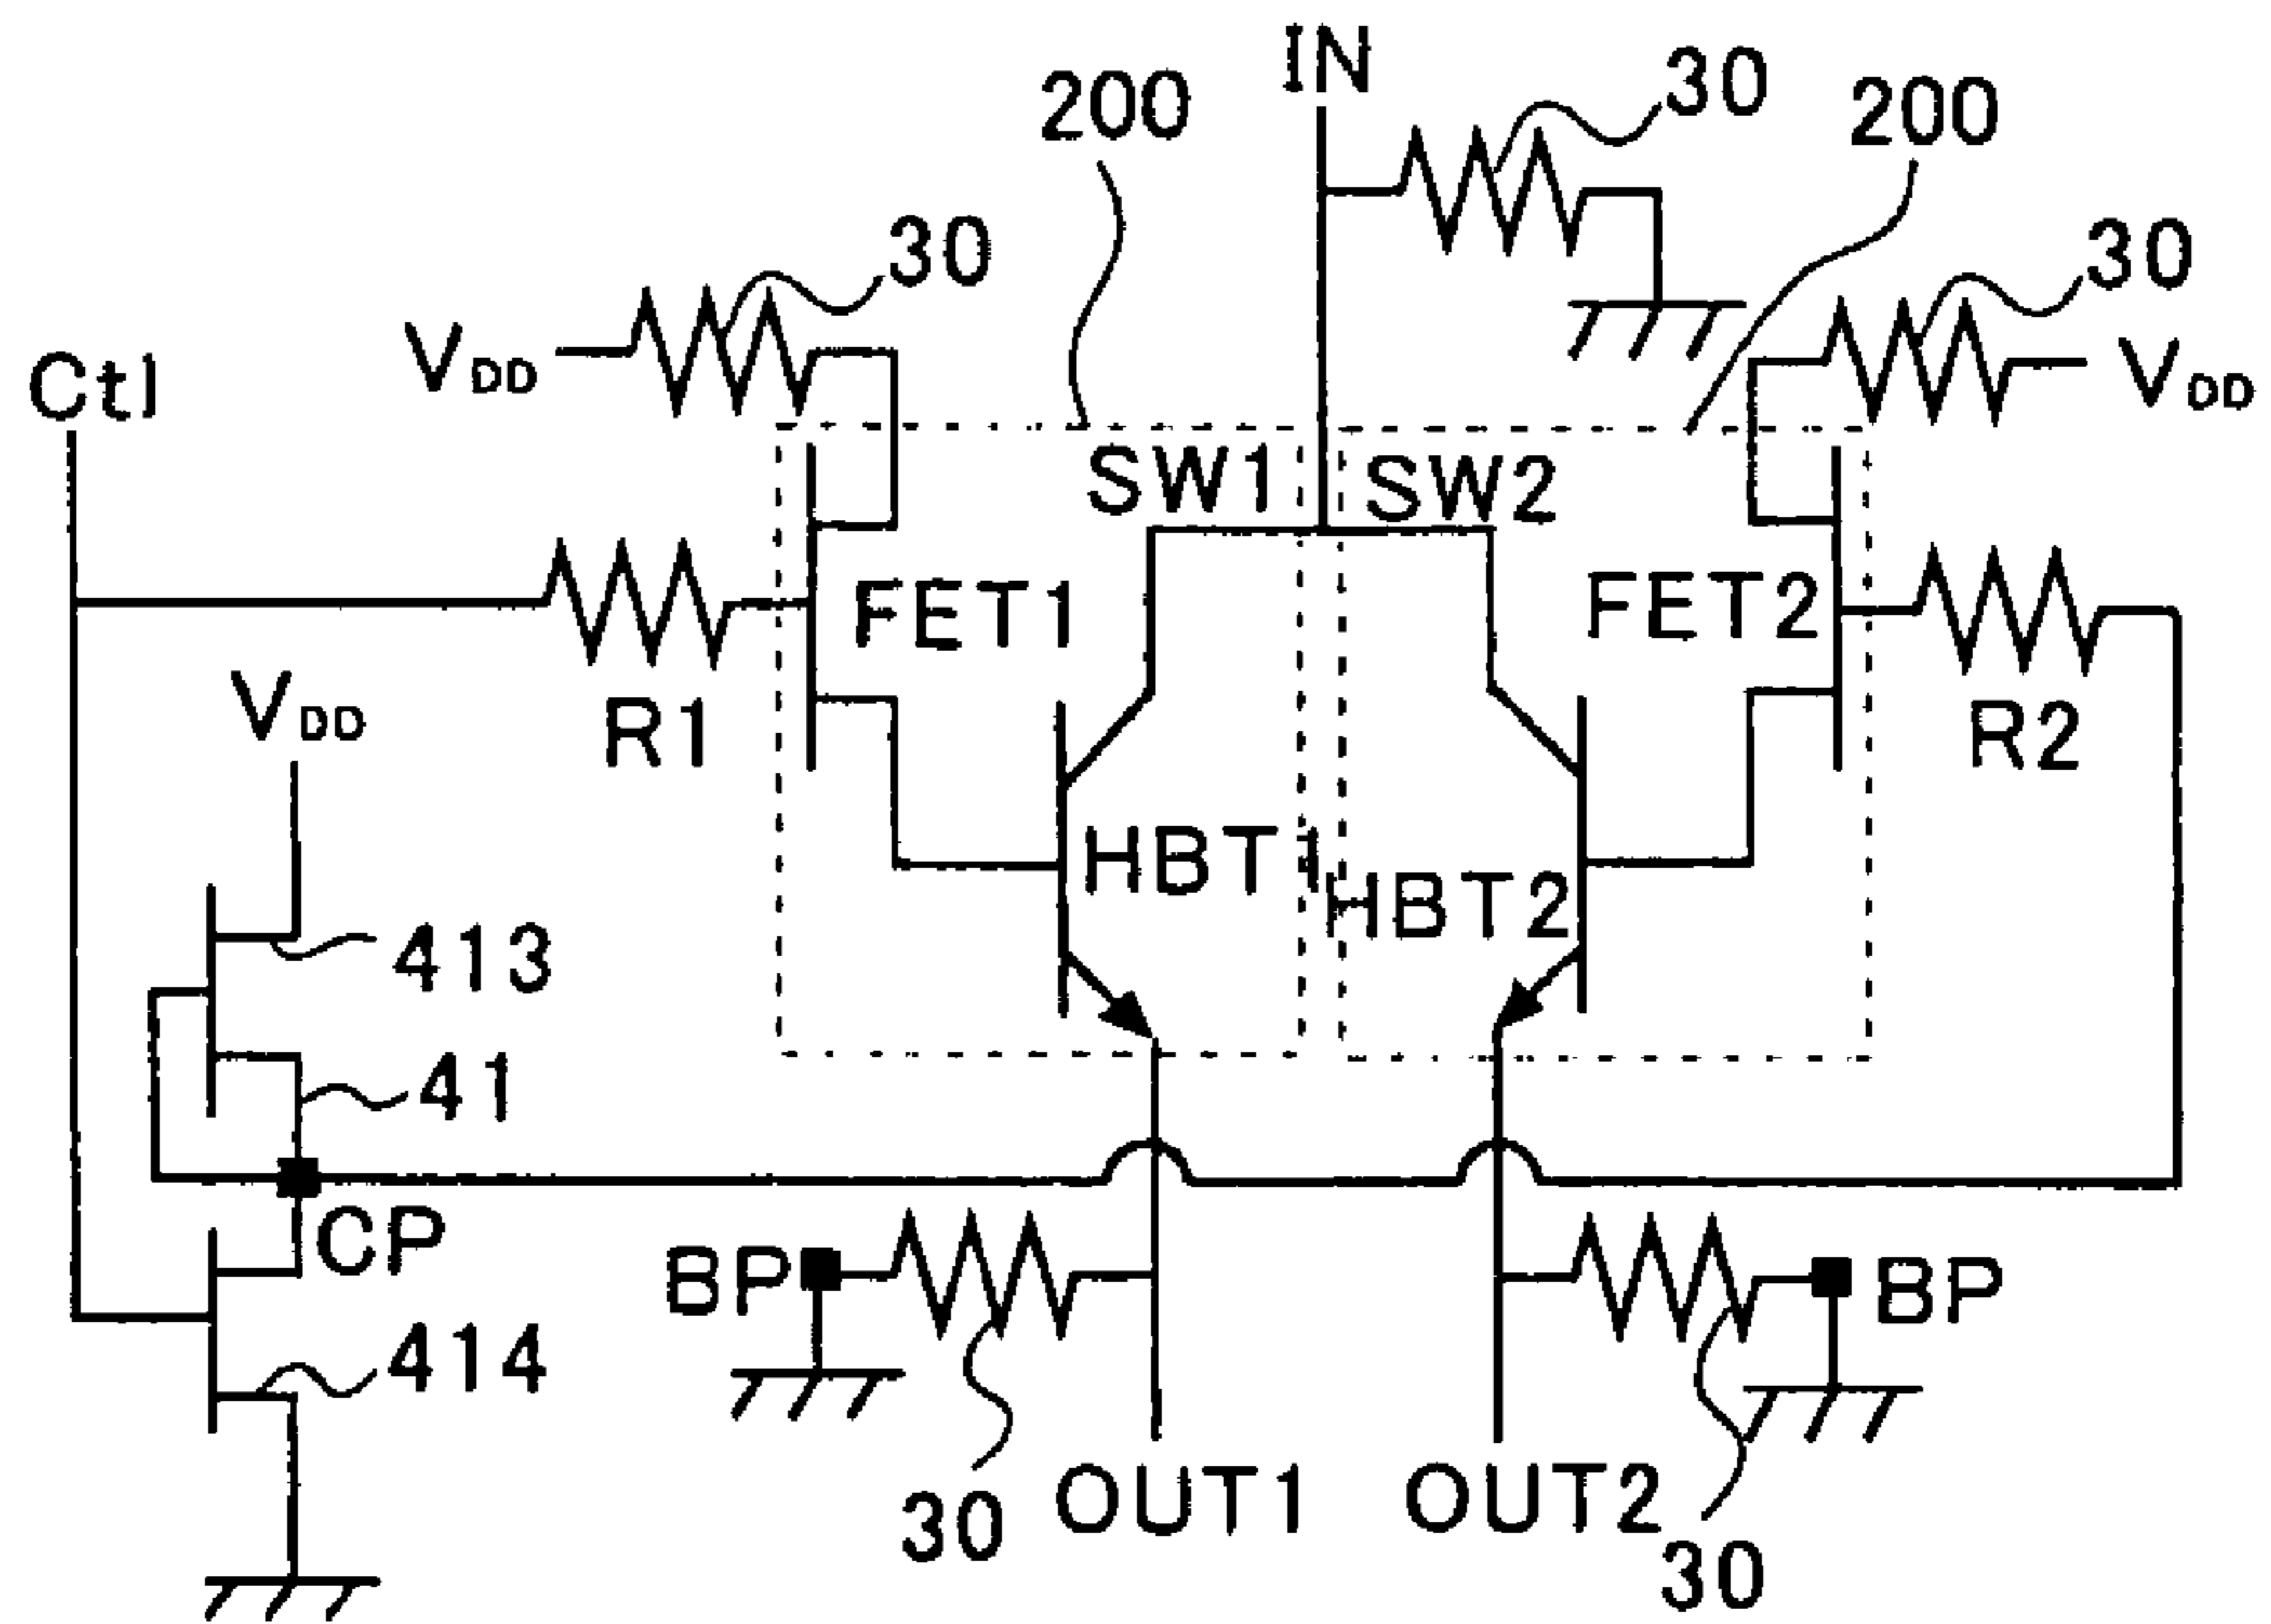 IN
30
200
200
30
30
VDD
VDD
Ctl
SW1
SW2
FET1
FET2
R1
R2
VDD
HBT1
HBT2
413
41
CP
BP
BP
414
OUT1
OUT2
30
30